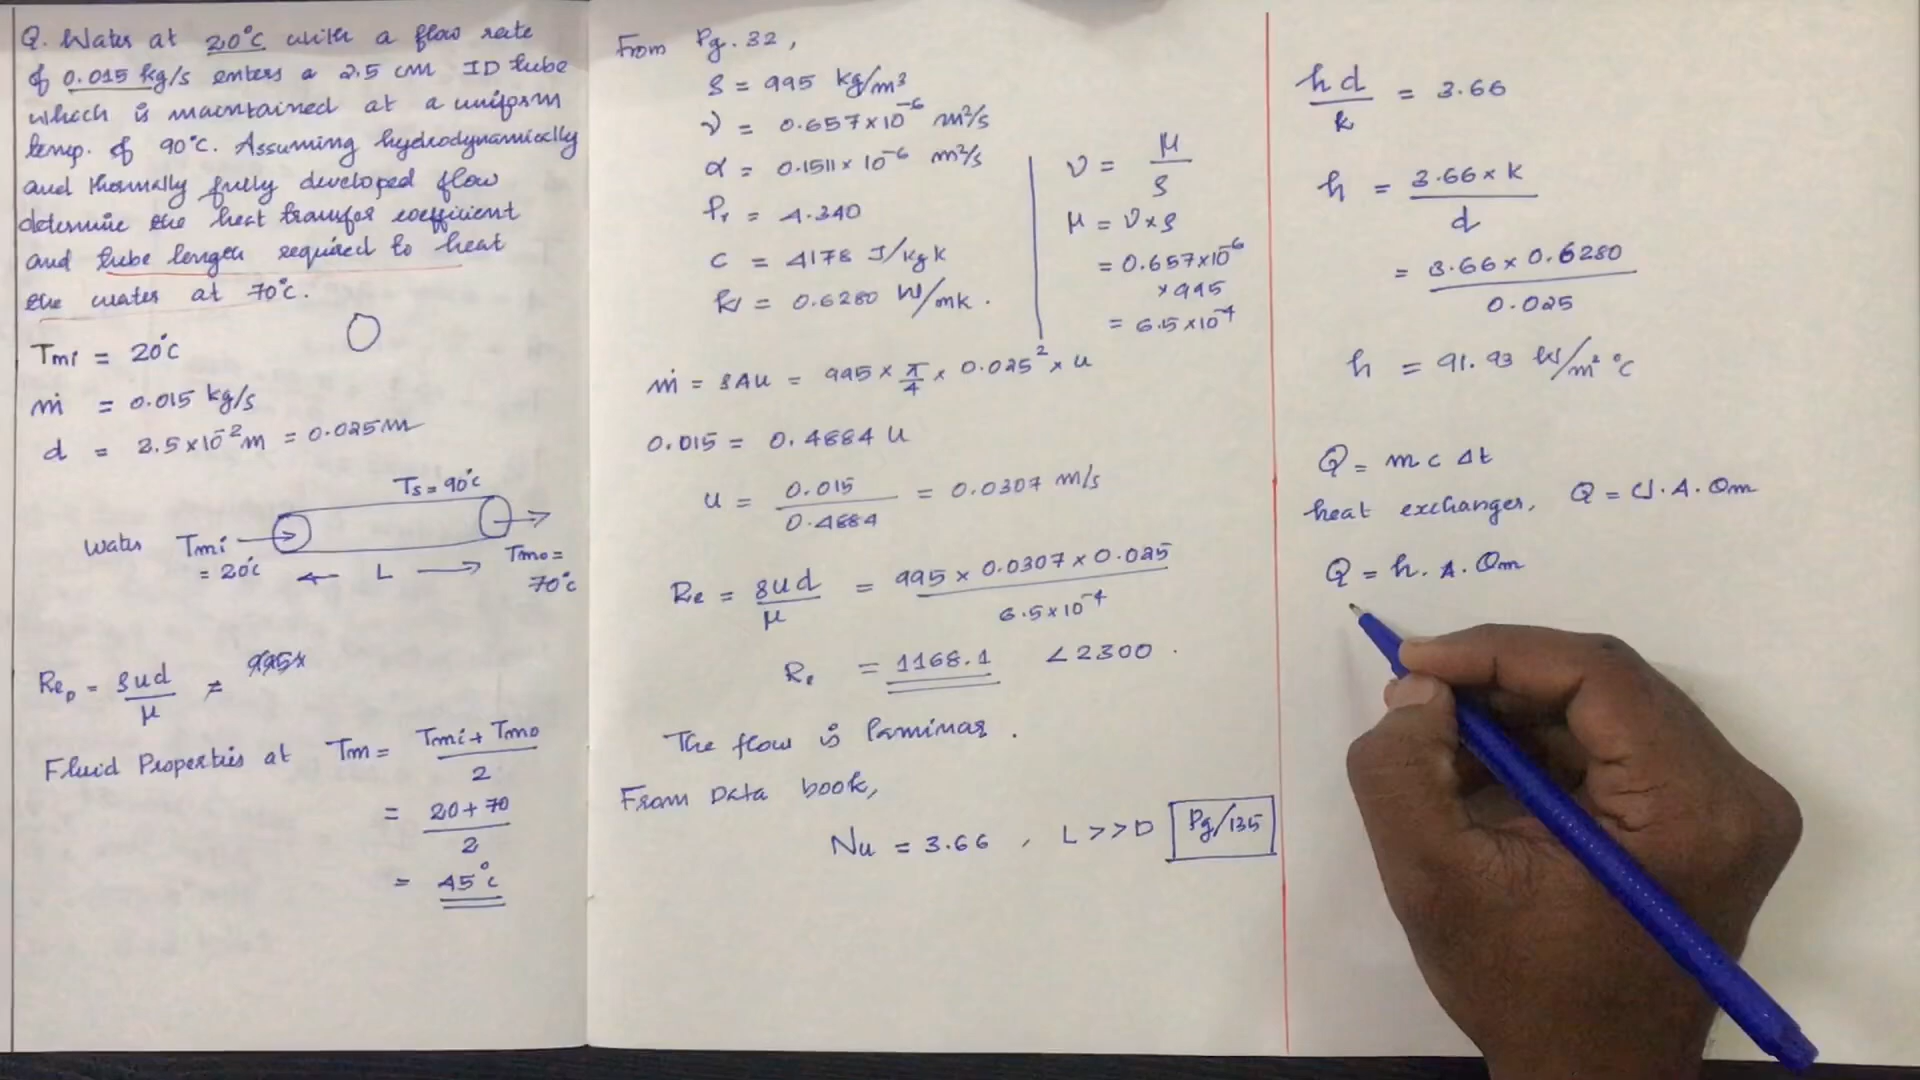 Q. Water at 20°C with a flow rate
of 0.015 kg/s enters a 2.5 cm ID tube
which is maintained at a uniform
temp. of 90°C. Assuming hydrodynamically
and thermally fully developed flow
determine the heat transfer coefficient
and tube length required to heat
the water at 70°C.
Tmi = 20°C
ṁ = 0.015 kg/s
d = 2.5×10⁻²m = 0.025m
Ts = 90°C
Water Tmi = 20°C
L
Tmo = 70°C
Re_D = ρud/μ =
Fluid Properties at Tm = (Tmi + Tmo)/2
= (20+70)/2
= 45°C
From Pg. 32,
ρ = 995 kg/m³
ν = 0.657×10⁻⁶ m²/s
α = 0.1511×10⁻⁶ m²/s
Pr = 4.340
C = 4178 J/kgK
k = 0.6280 W/mk.
ν = μ/ρ
μ = ν×ρ
= 0.657×10⁻⁶
×995
= 6.5×10⁻⁴
ṁ = ρAu = 995 × π/4 × 0.025² × u
0.015 = 0.4884 u
u = 0.015/0.4884 = 0.0307 m/s
Re = ρud/μ = (995 × 0.0307 × 0.025)/(6.5×10⁻⁴)
Re = 1168.1 <2300.
The flow is laminar.
From Data book,
Nu = 3.66, L>>D Pg/135
hd/k = 3.66
h = (3.66×k)/d
= (3.66×0.6280)/0.025
h = 91.93 W/m²°C
Q = mcΔt
heat exchanger, Q = U.A.θm
Q = h.A.θm